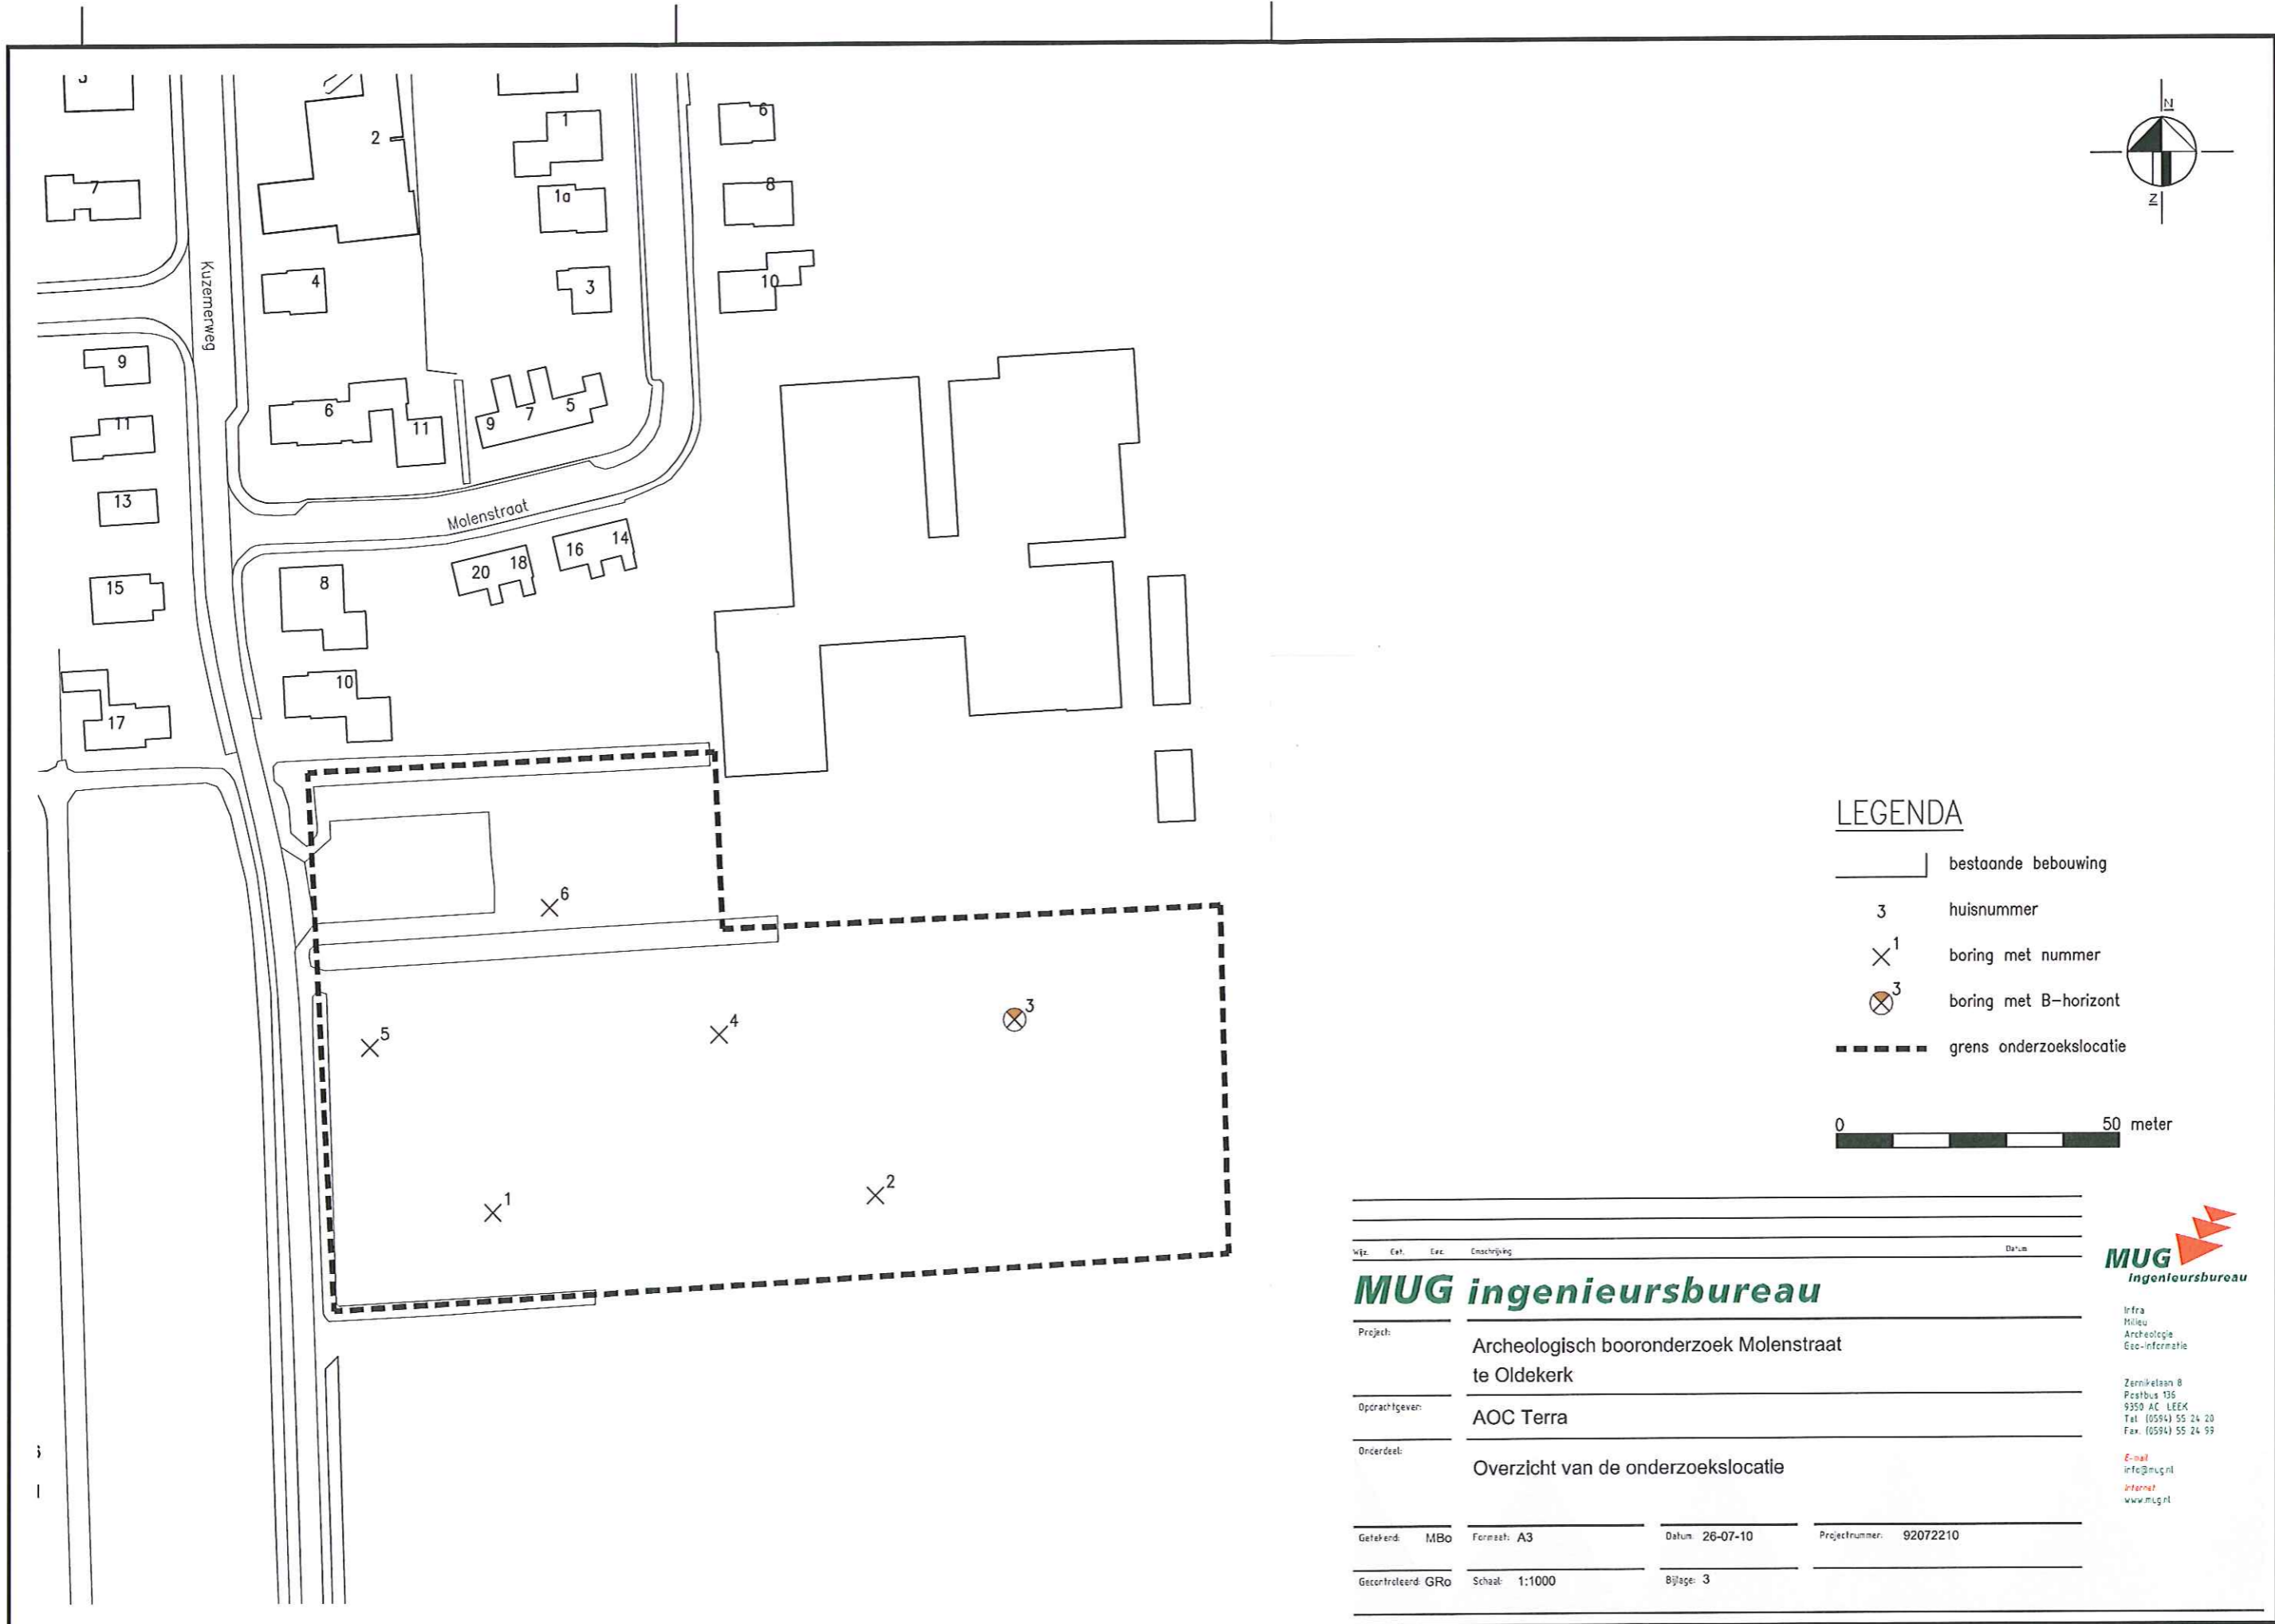 2
1
6
7
1a
8
Kuzemerweg
4
3
10
9
6
11
9
7
5
11
13
Molenstraat
16
14
20
18
8
15
10
17
6
5
4
3
1
2
N
Z
LEGENDA
bestaande bebouwing
3 huisnummer
1 boring met nummer
3 boring met B-horizont
grens onderzoekslocatie
0 50 meter
Datum
MUG ingenieursbureau
Project:
Archeologisch booronderzoek Molenstraat
te Oldekerk
Opdrachtgever:
AOC Terra
Onderdeel:
Overzicht van de onderzoekslocatie
Getekend: MBo Formaat: A3 Datum: 26-07-10 Projectnummer: 92072210
Gecontroleerd: GRo Schaal: 1:1000 Bijlage: 3
MUG
ingenieursbureau
Infra
Milieu
Archeologie
Geo-Informatie
Zernikelaan 8
Postbus 136
9350 AC LEEK
Tel. (0594) 55 24 20
Fax. (0594) 55 24 99
E-mail
info@mug.nl
Internet
www.mug.nl